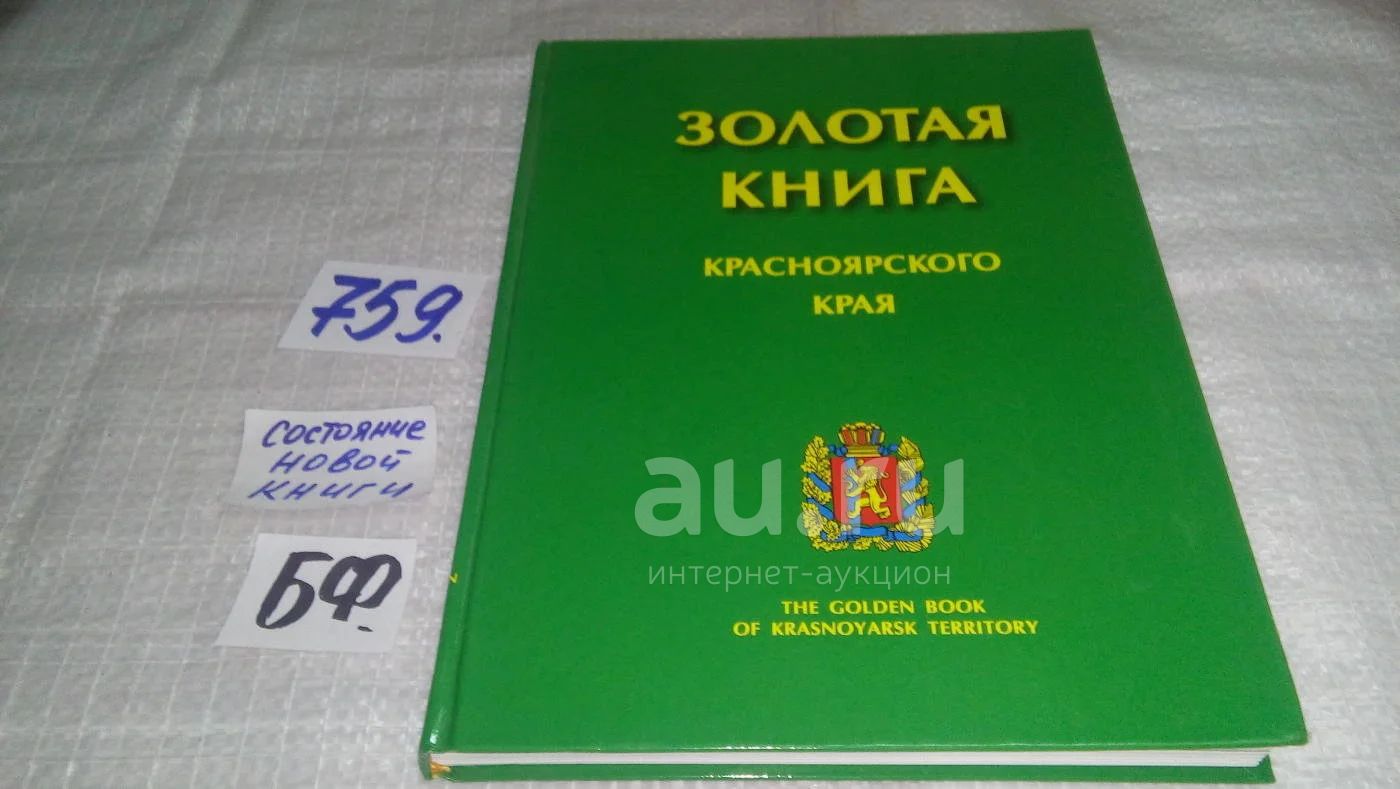 ЗОЛОТАЯ
КНИГА
КРАСНОЯРСКОГО
КРАЯ
THE GOLDEN BOOK
OF KRASNOYARSK TERRITORY
759.
СОСТОЯНИЕ
НОВОЙ
КНИГИ
БФ.
au.ru
интернет-аукцион